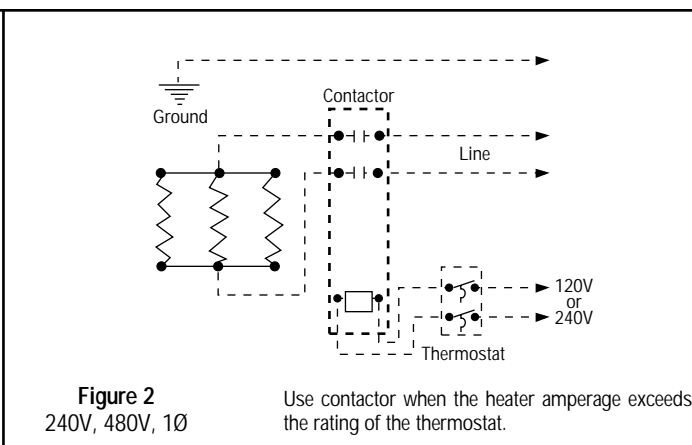 Ground
Contactor
Line
120V
or
240V
Thermostat
Figure 2
240V, 480V, 1Ø
Use contactor when the heater amperage exceeds
the rating of the thermostat.